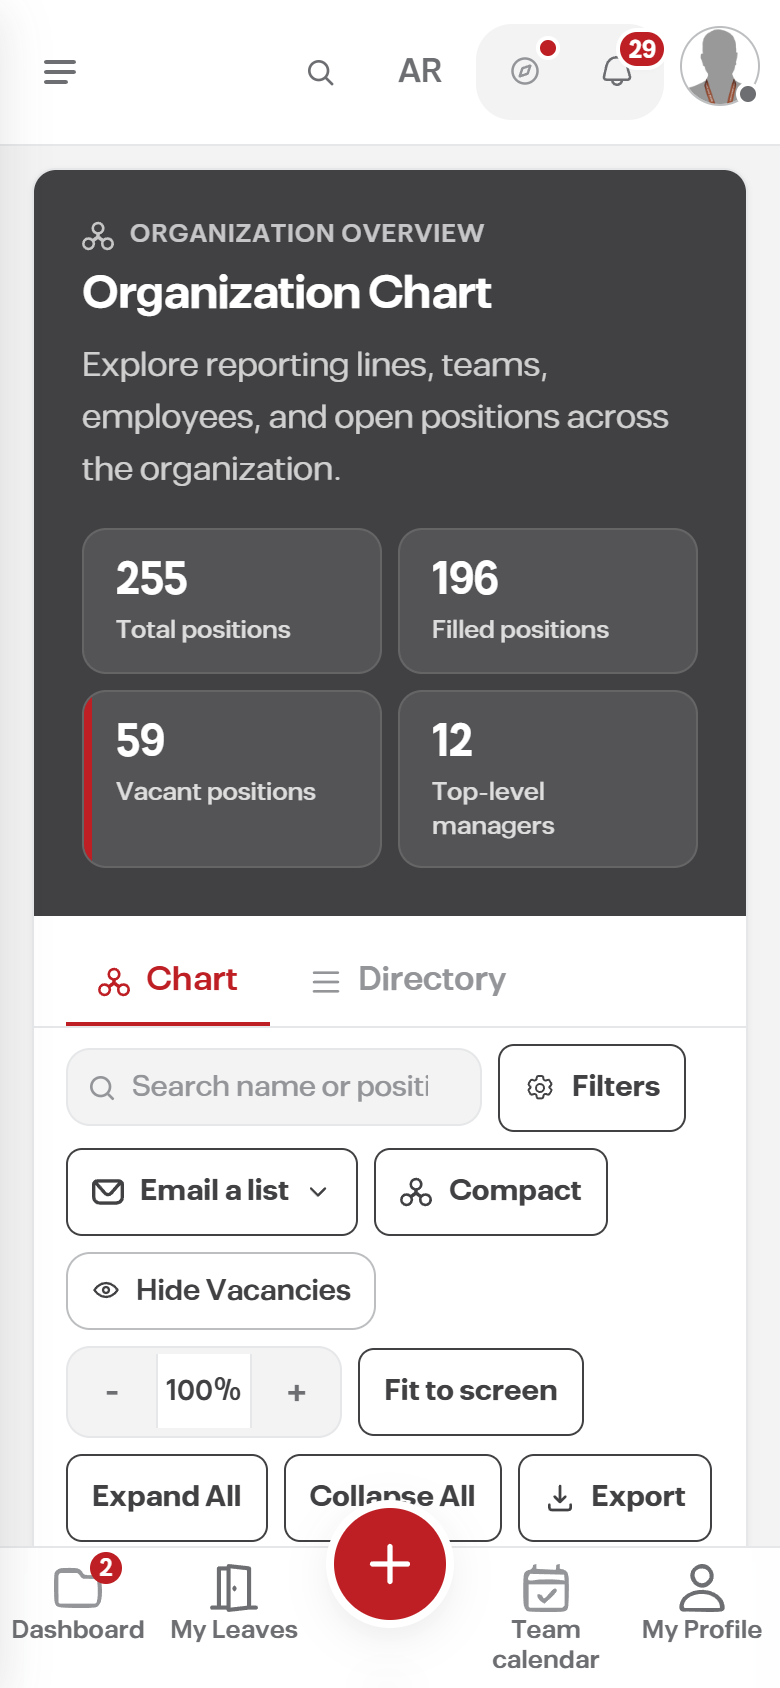 AR
29
ORGANIZATION OVERVIEW
Organization Chart
Explore reporting lines, teams,
employees, and open positions across
the organization.
255
Total positions
196
Filled positions
59
Vacant positions
12
Top-level
managers
Chart
Directory
Search name or positi
Filters
Email a list
Compact
Hide Vacancies
-
100%
+
Fit to screen
Expand All
Collapse All
Export
2
Dashboard
My Leaves
Team
calendar
My Profile